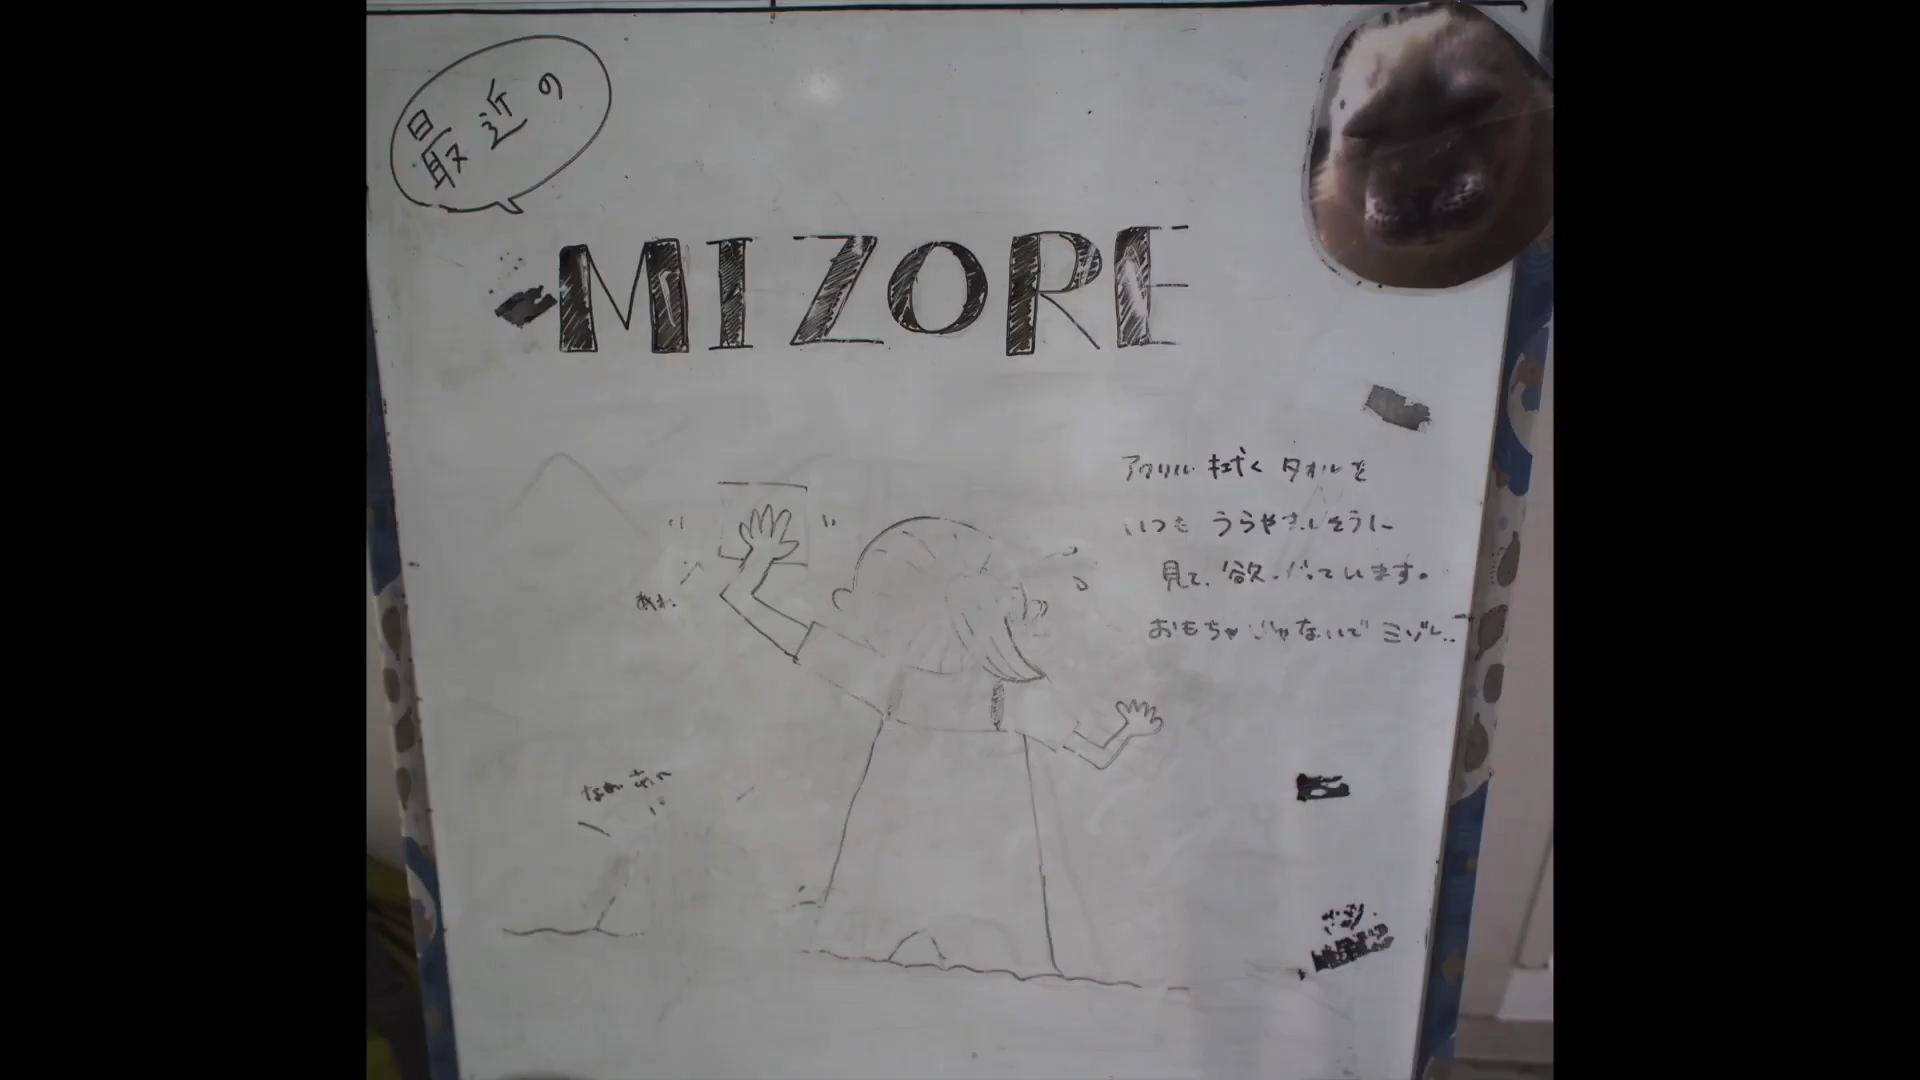 最近の
MIZORE
アクリル拭くタオルを
いつもうらやましそうに
見て、欲しがっています。
おもちゃじゃないでミゾレ..